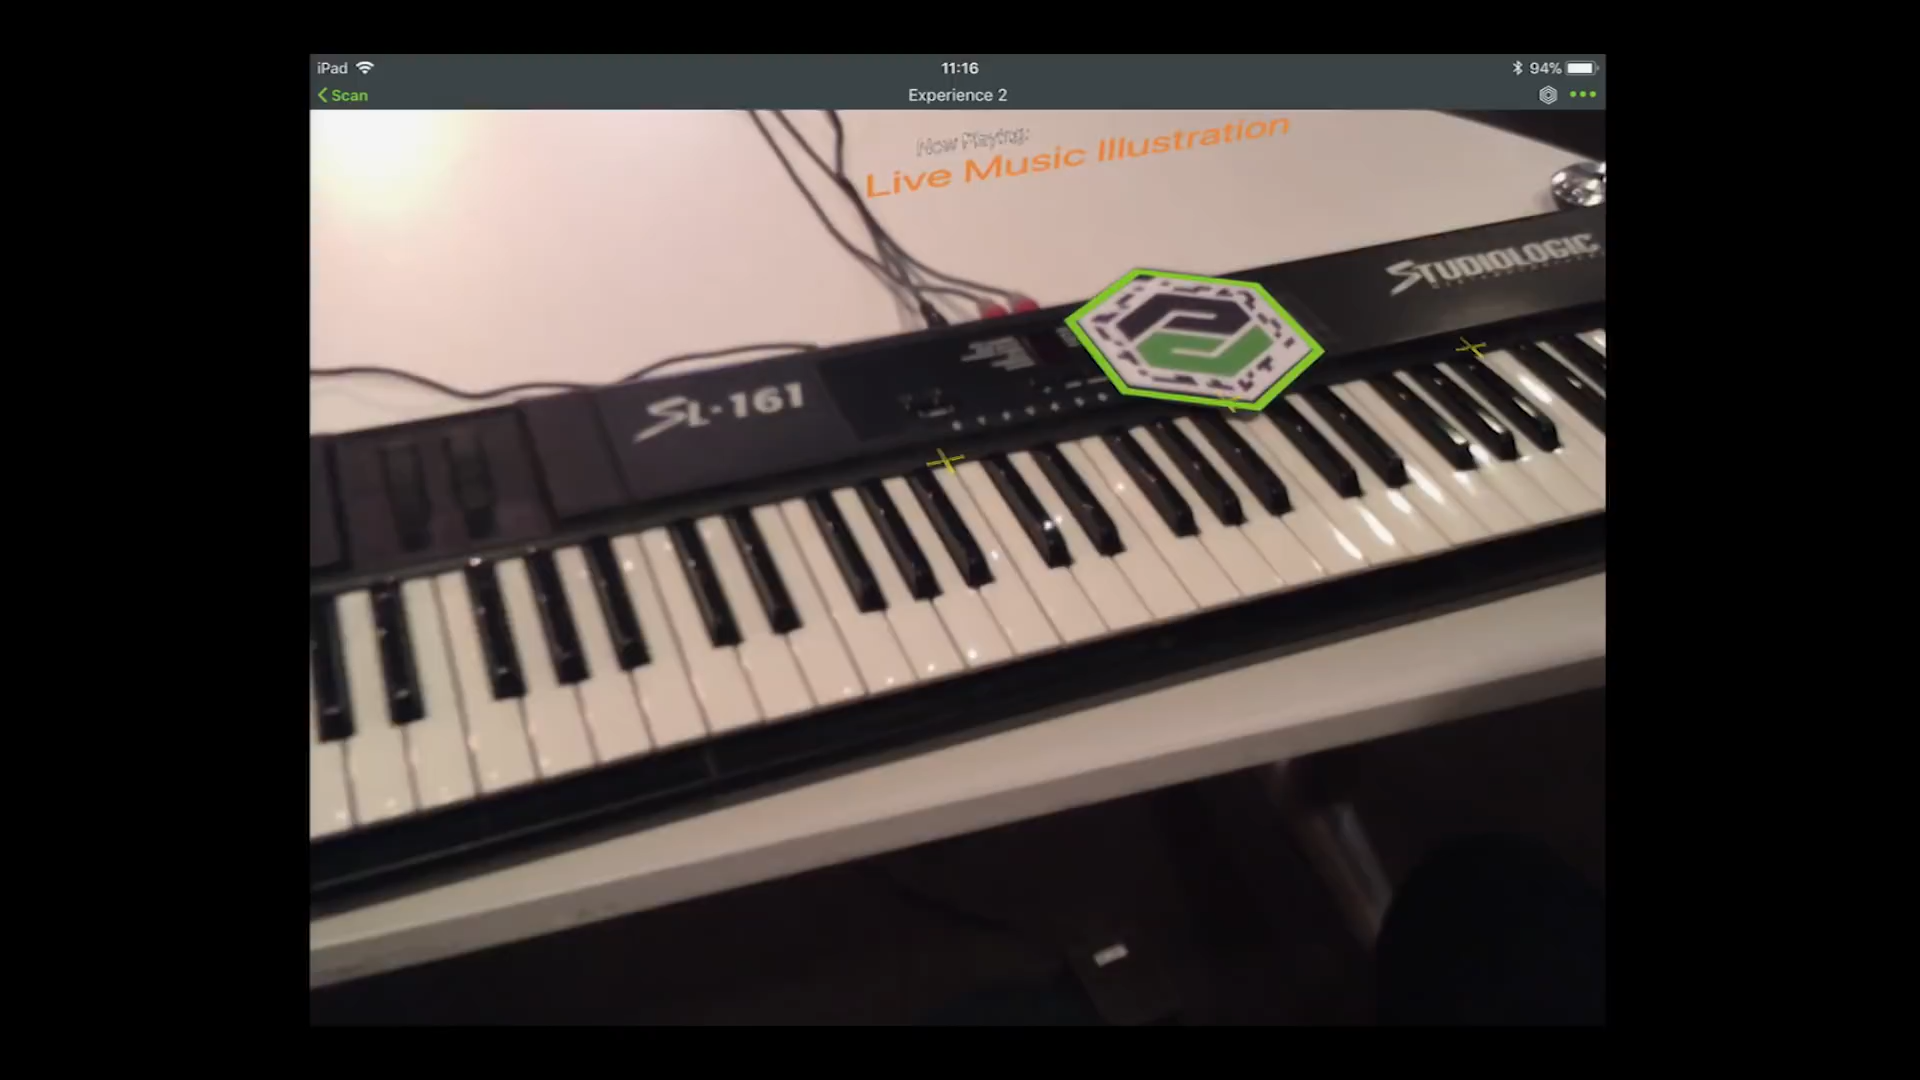 iPad 11:16 94%
Scan Experience 2
Now Playing:
Live Music Illustration
STUDIOLOGIC
SL-161